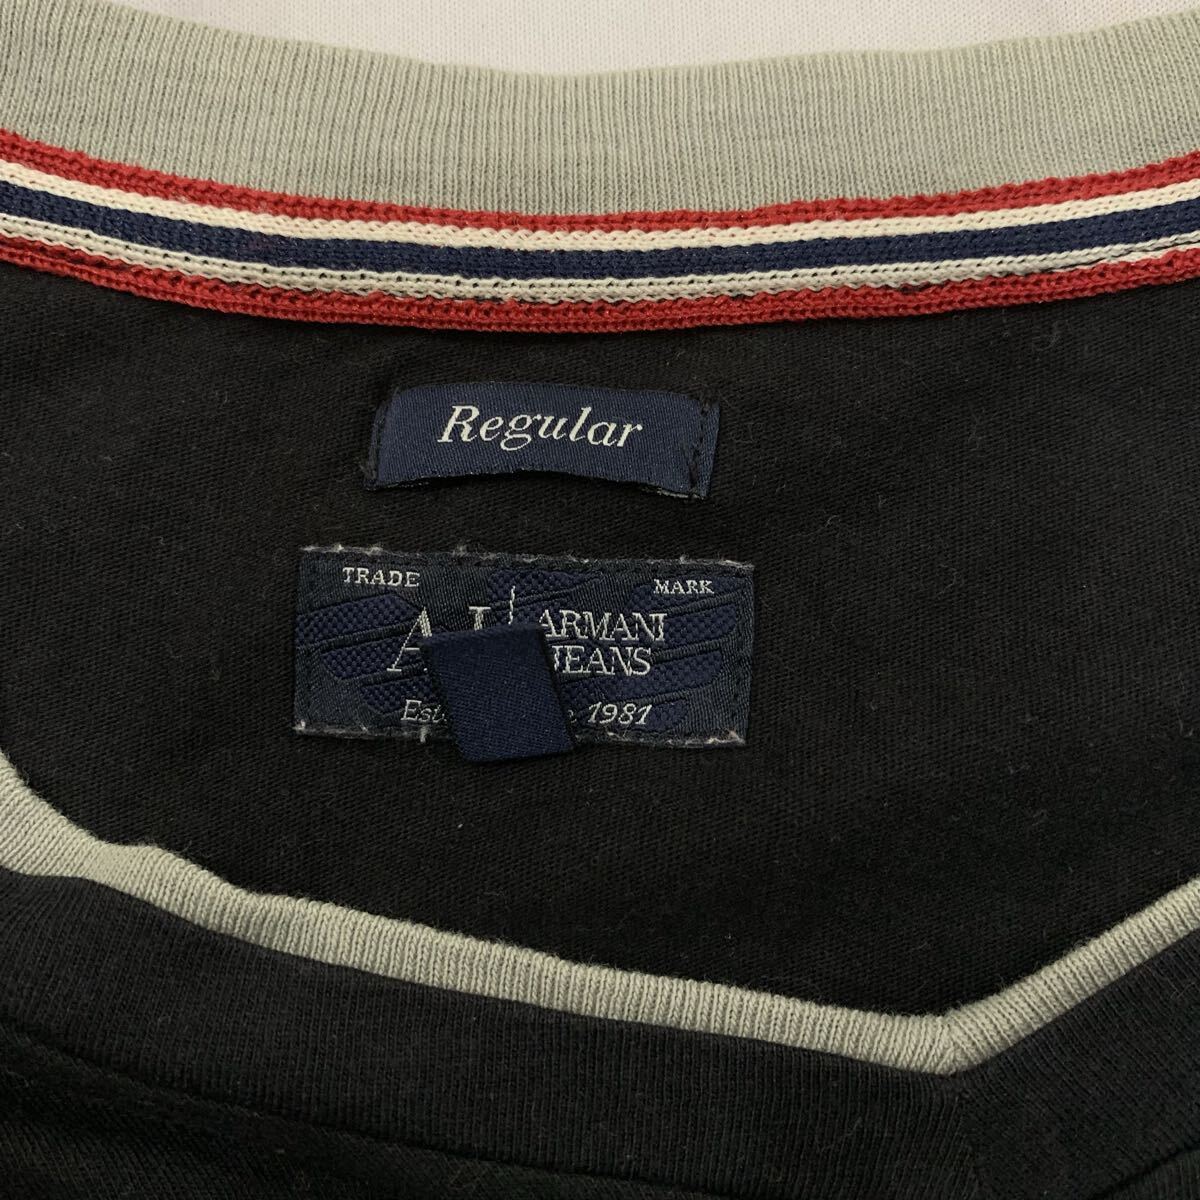 Regular
TRADE MARK
ARMANI
JEANS
1981